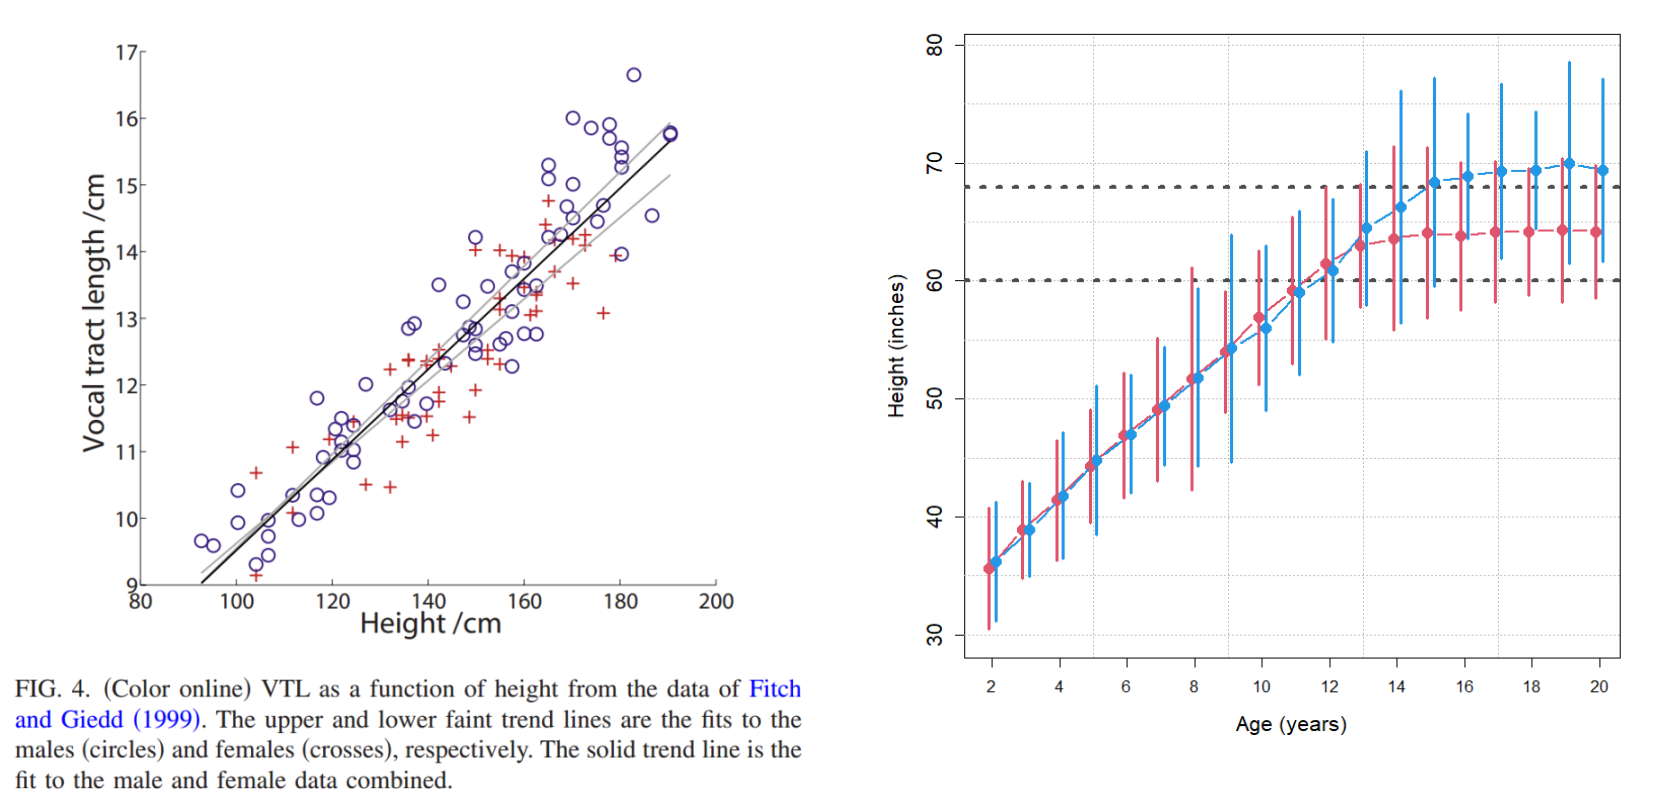 17
16
15
14
13
12
11
10
9
Vocal tract length /cm
80 100 120 140 160 180 200
Height /cm
FIG. 4. (Color online) VTL as a function of height from the data of Fitch
and Giedd (1999). The upper and lower faint trend lines are the fits to the
males (circles) and females (crosses), respectively. The solid trend line is the
fit to the male and female data combined.
80
70
60
50
40
30
Height (inches)
2 4 6 8 10 12 14 16 18 20
Age (years)